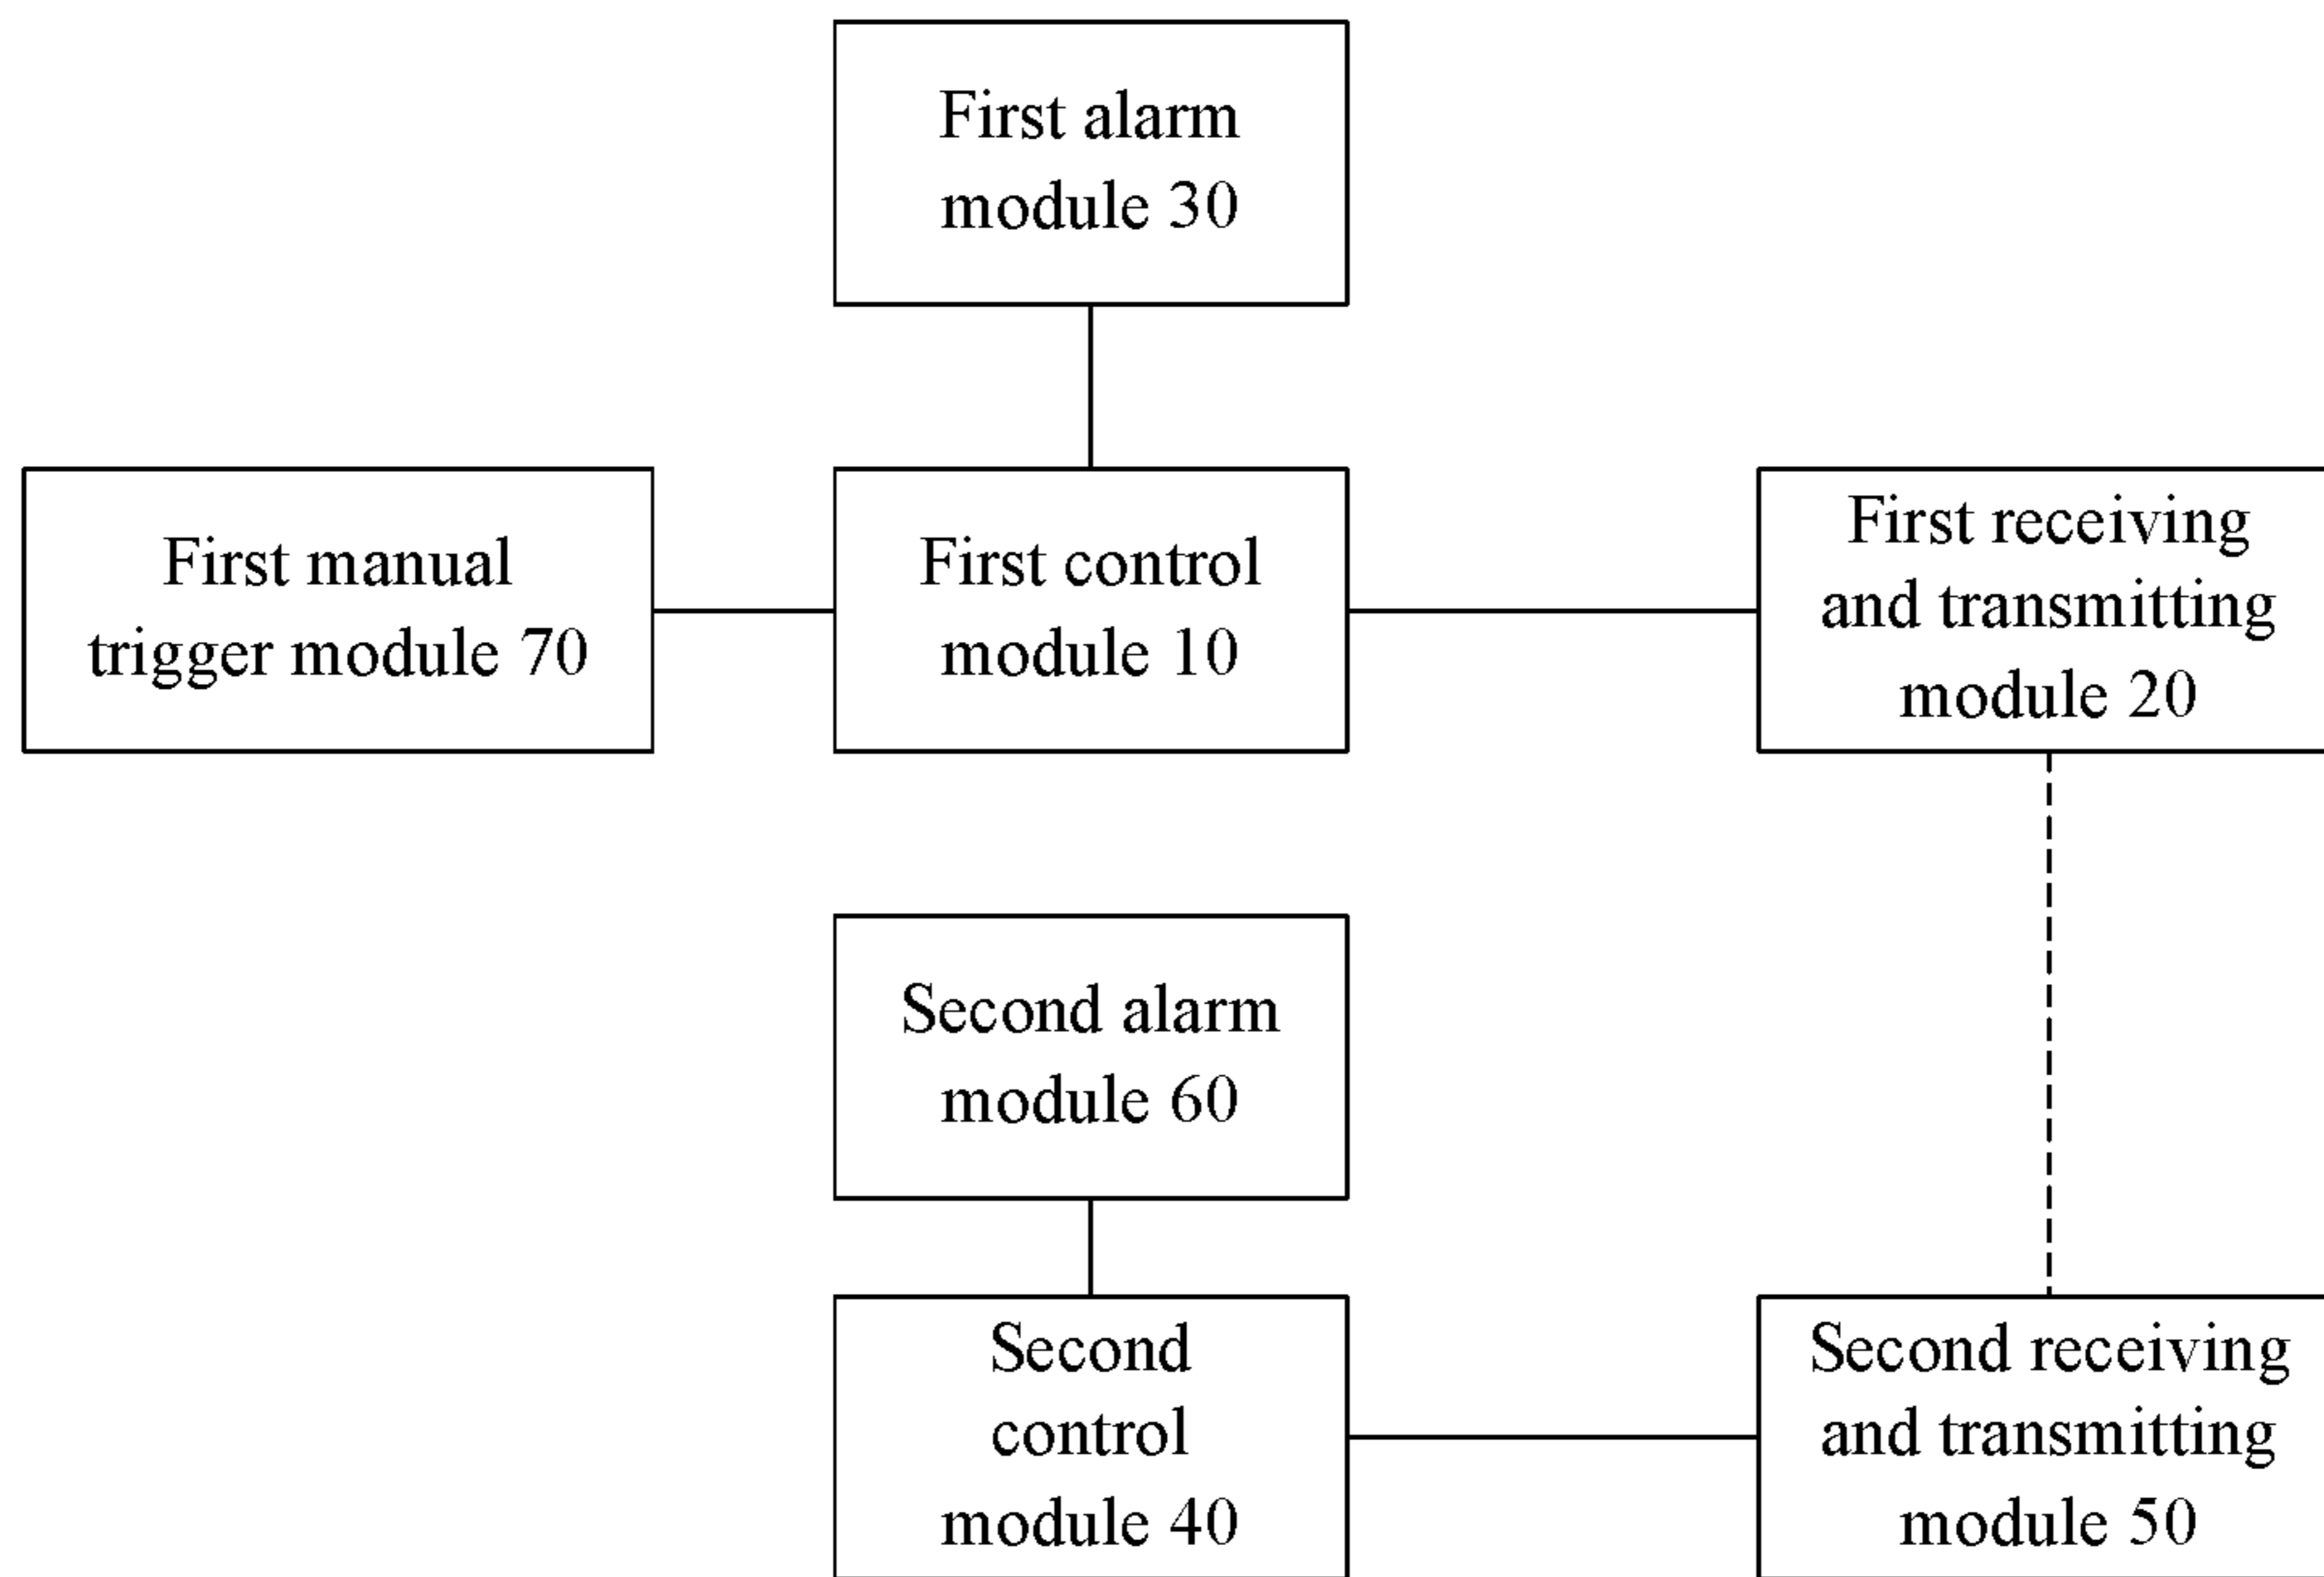 First alarm
module 30
First manual
trigger module 70
First control
module 10
First receiving
and transmitting
module 20
Second alarm
module 60
Second
control
module 40
Second receiving
and transmitting
module 50